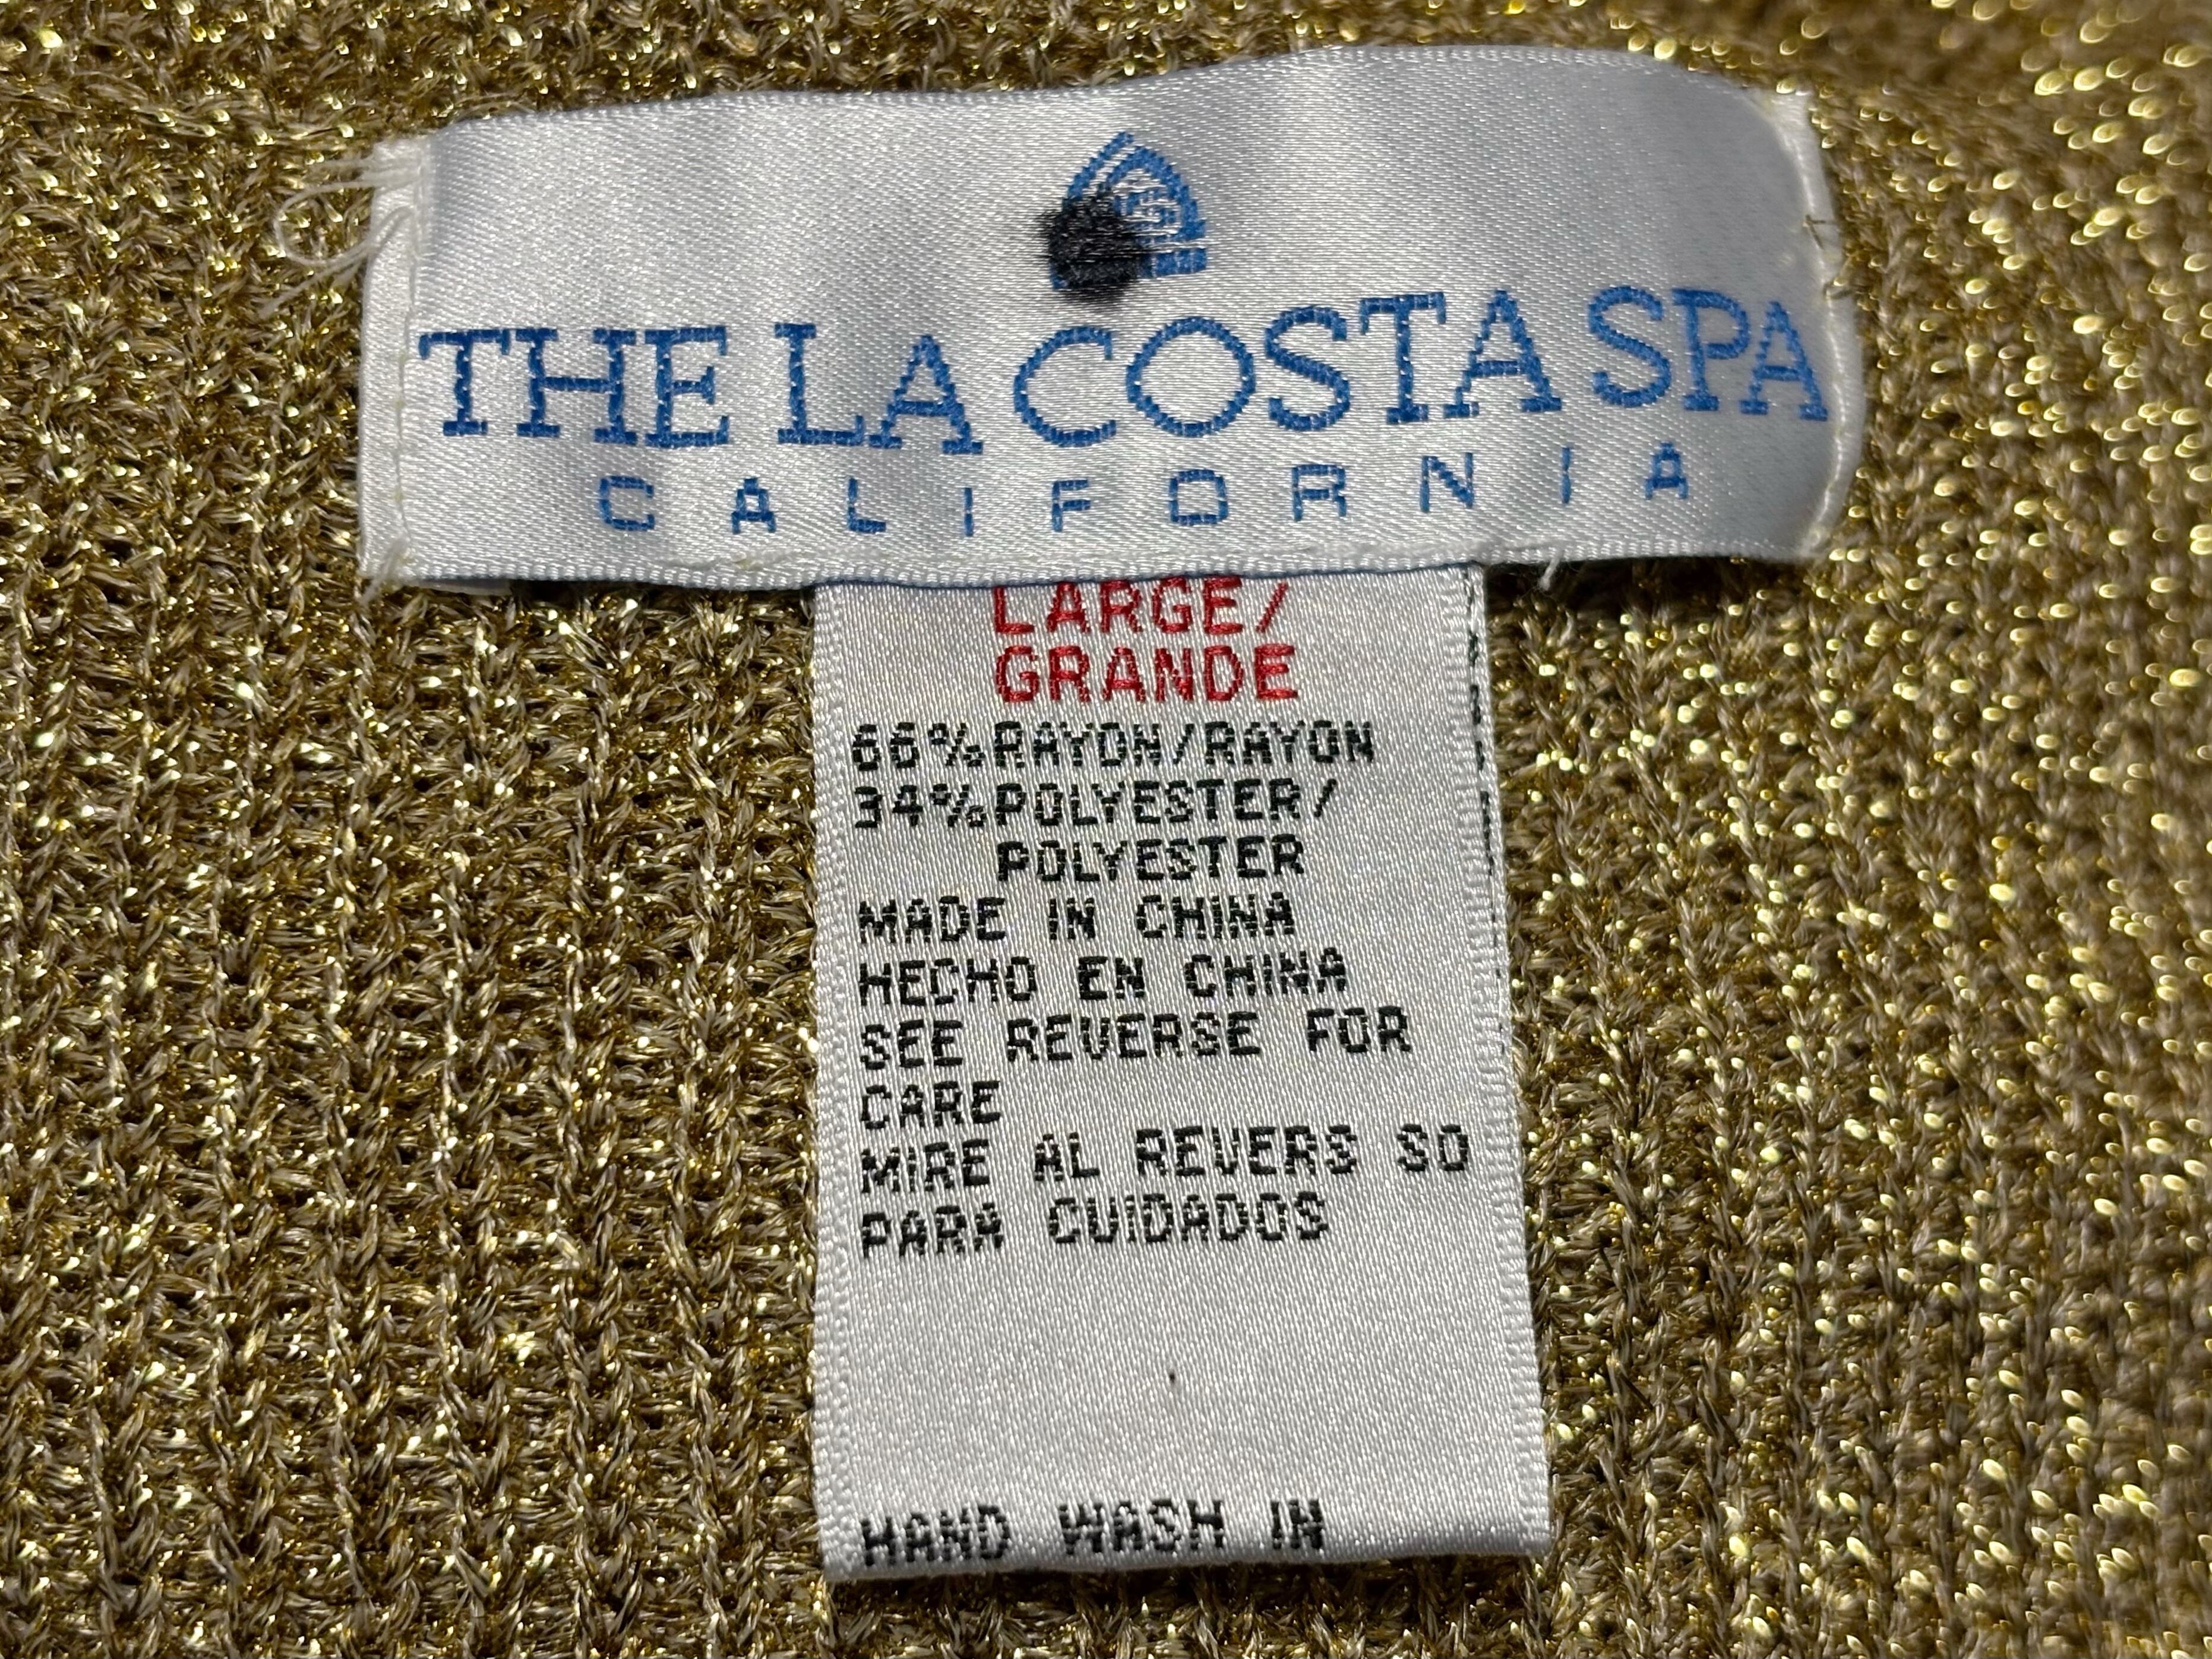 THE LA COSTA SPA
CALIFORNIA
LARGE/
GRANDE
66% RAYON/RAYON
34% POLYESTER/
POLYESTER
MADE IN CHINA
HECHO EN CHINA
SEE REVERSE FOR
CARE
MIRE AL REVERS SO
PARA CUIDADOS
HAND WASH IN